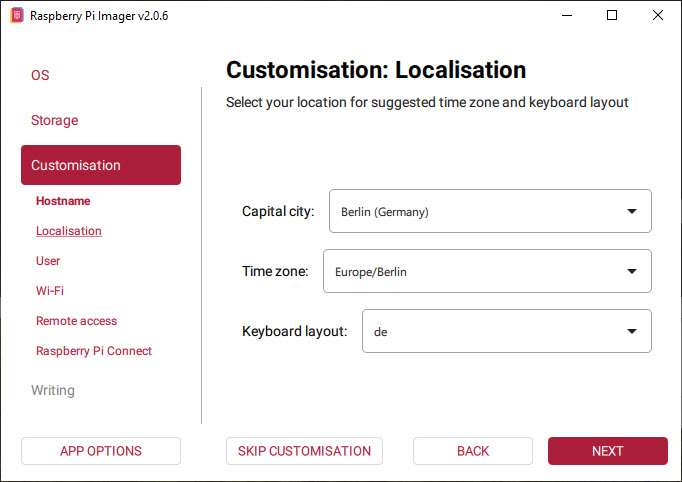 Raspberry Pi Imager v2.0.6
OS
Storage
Customisation
Hostname
Localisation
User
Wi-Fi
Remote access
Raspberry Pi Connect
Writing
APP OPTIONS
Customisation: Localisation
Select your location for suggested time zone and keyboard layout
Capital city: Berlin (Germany)
Time zone: Europe/Berlin
Keyboard layout: de
SKIP CUSTOMISATION
BACK
NEXT